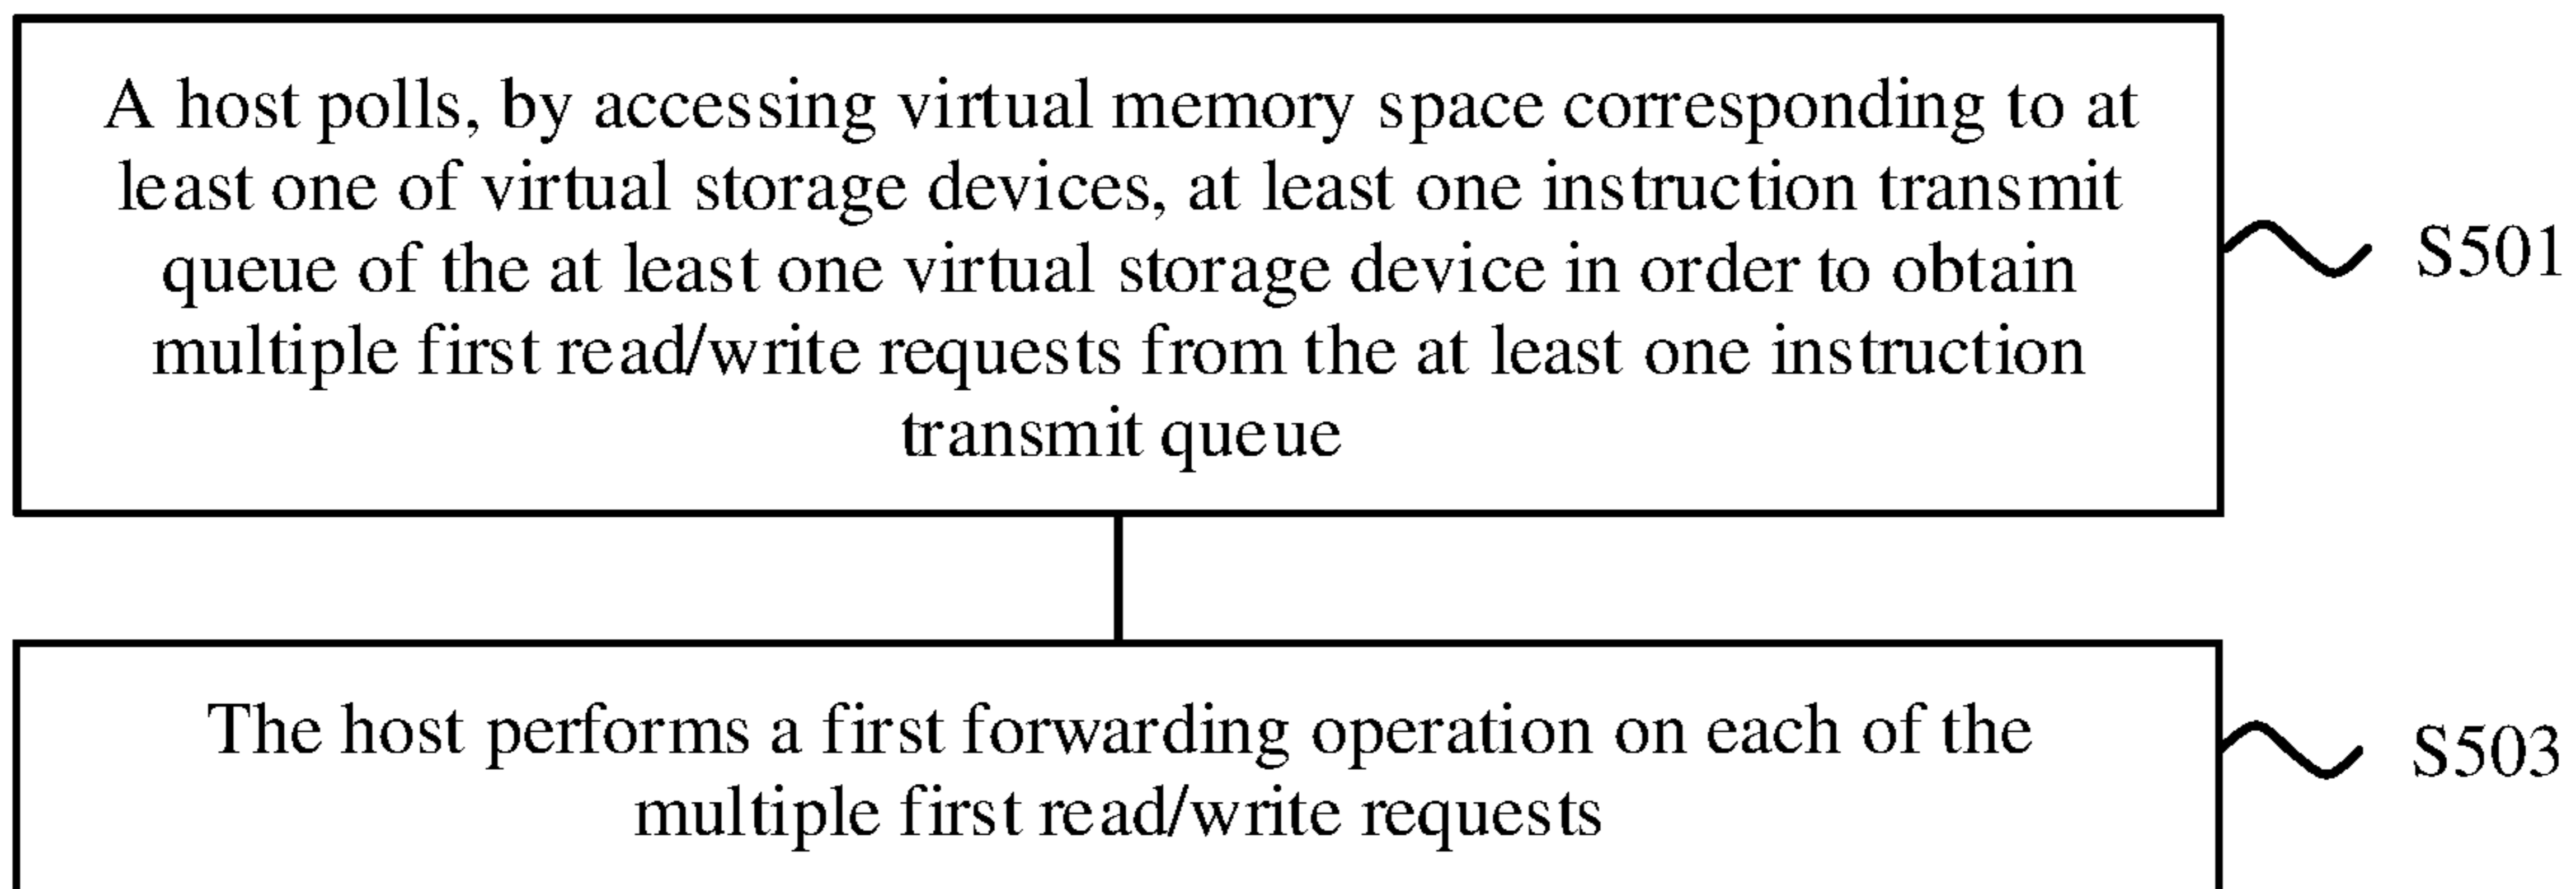 A host polls, by accessing virtual memory space corresponding to at
least one of virtual storage devices, at least one instruction transmit
queue of the at least one virtual storage device in order to obtain
multiple first read/write requests from the at least one instruction
transmit queue
S501
The host performs a first forwarding operation on each of the
multiple first read/write requests
S503